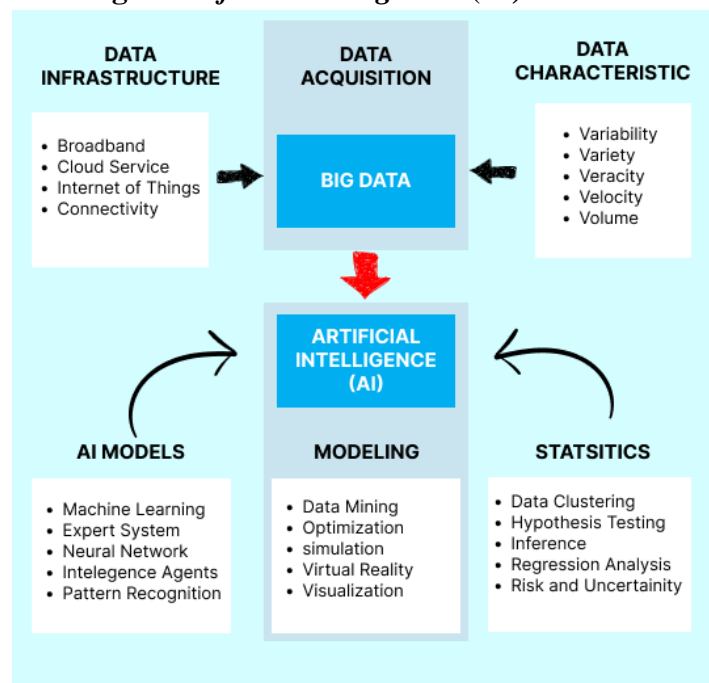 DATA
INFRASTRUCTURE
Broadband
Cloud Service
Internet of Things
Connectivity
DATA
ACQUISITION
BIG DATA
DATA
CHARACTERISTIC
Variability
Variety
Veracity
Velocity
Volume
ARTIFICIAL
INTELLIGENCE
(AI)
AI MODELS
Machine Learning
Expert System
Neural Network
Intelegence Agents
Pattern Recognition
MODELING
Data Mining
Optimization
simulation
Virtual Reality
Visualization
STATSITICS
Data Clustering
Hypothesis Testing
Inference
Regression Analysis
Risk and Uncertainity